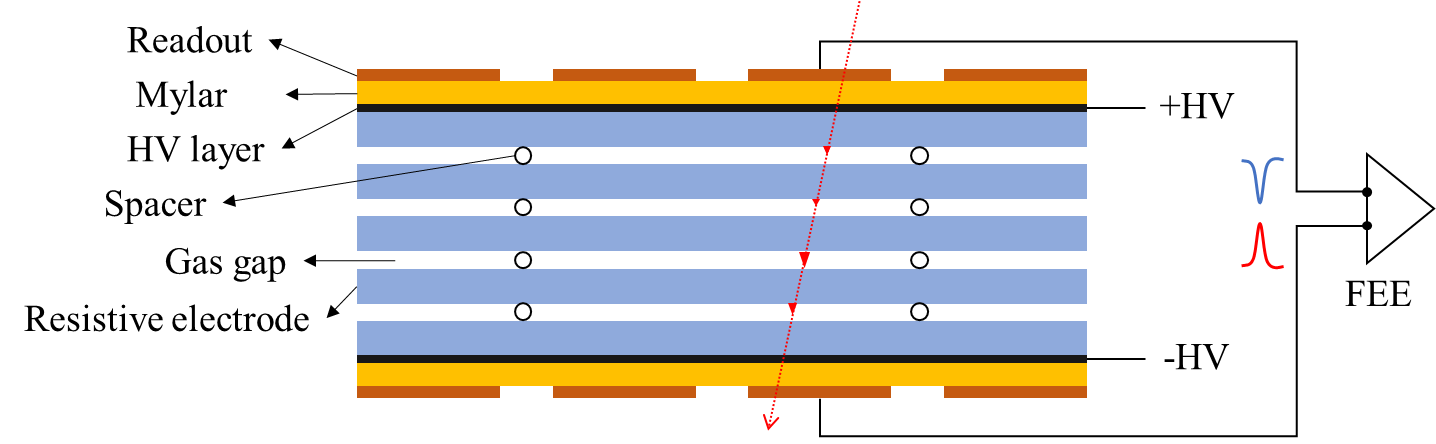 Readout
Mylar
HV layer
Spacer
Gas gap
Resistive electrode
+HV
-HV
FEE